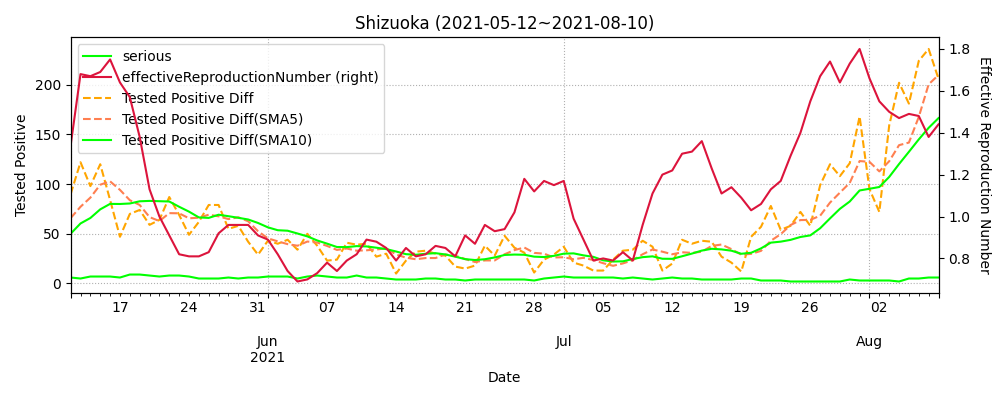 Shizuoka (2021-05-12~2021-08-10)
serious
effectiveReproductionNumber (right)
Tested Positive Diff
Tested Positive Diff(SMA5)
Tested Positive Diff(SMA10)
Tested Positive
200
150
100
50
0
1.8
1.6
1.4
1.2
1.0
0.8
Effective Reproduction Number
17 24 31 07 14 21 28 05 12 19 26 02
Jun Jul Aug
2021
Date